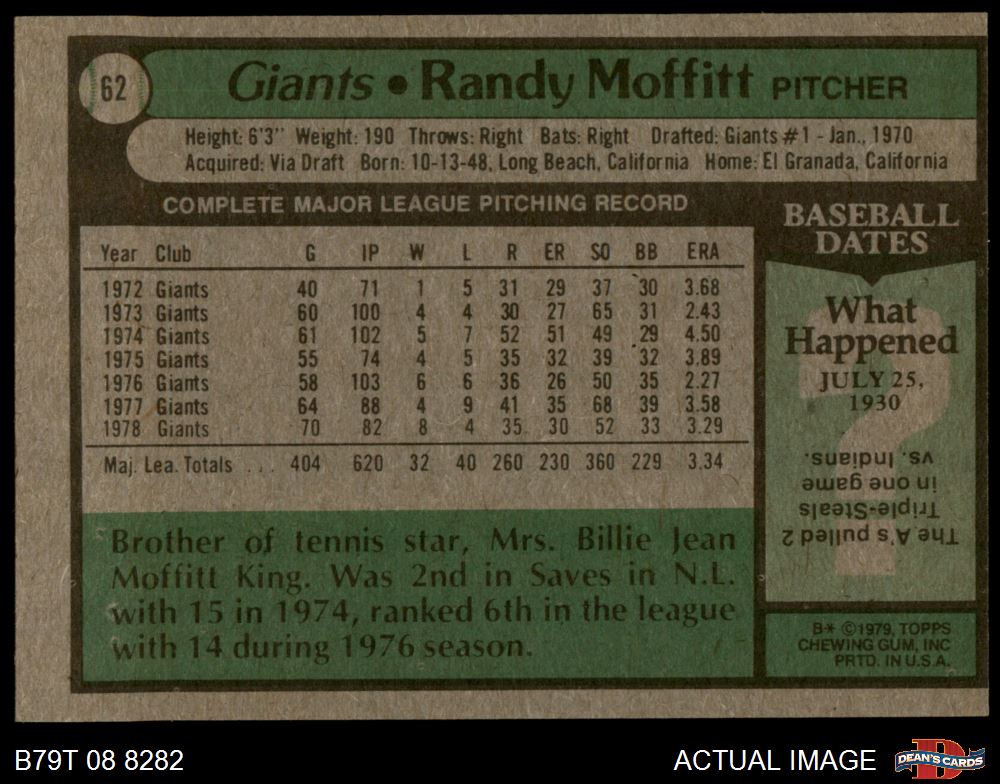 62
Giants • Randy Moffitt PITCHER
Height: 6'3" Weight: 190 Throws: Right Bats: Right Drafted: Giants #1 - Jan., 1970
Acquired: Via Draft Born: 10-13-48, Long Beach, California Home: El Granada, California
COMPLETE MAJOR LEAGUE PITCHING RECORD
Year Club G IP W L R ER SO BB ERA
1972 Giants 40 71 1 5 31 29 37 30 3.68
1973 Giants 60 100 4 4 30 27 65 31 2.43
1974 Giants 61 102 5 7 52 51 49 29 4.50
1975 Giants 55 74 4 5 35 32 39 32 3.89
1976 Giants 58 103 6 6 36 26 50 35 2.27
1977 Giants 64 88 4 9 41 35 68 39 3.58
1978 Giants 70 82 8 4 35 30 52 33 3.29
Maj. Lea. Totals ... 404 620 32 40 260 230 360 229 3.34
Brother of tennis star, Mrs. Billie Jean
Moffitt King. Was 2nd in Saves in N.L.
with 15 in 1974, ranked 6th in the league
with 14 during 1976 season.
BASEBALL
DATES
What
Happened
JULY 25,
1930
?
The A's pulled 2
Triple-Steals
in one game
vs. Indians.
B* ©1979, TOPPS
CHEWING GUM, INC
PRTD. IN U.S.A.
B79T 08 8282
ACTUAL IMAGE
D
DEAN'S CARDS